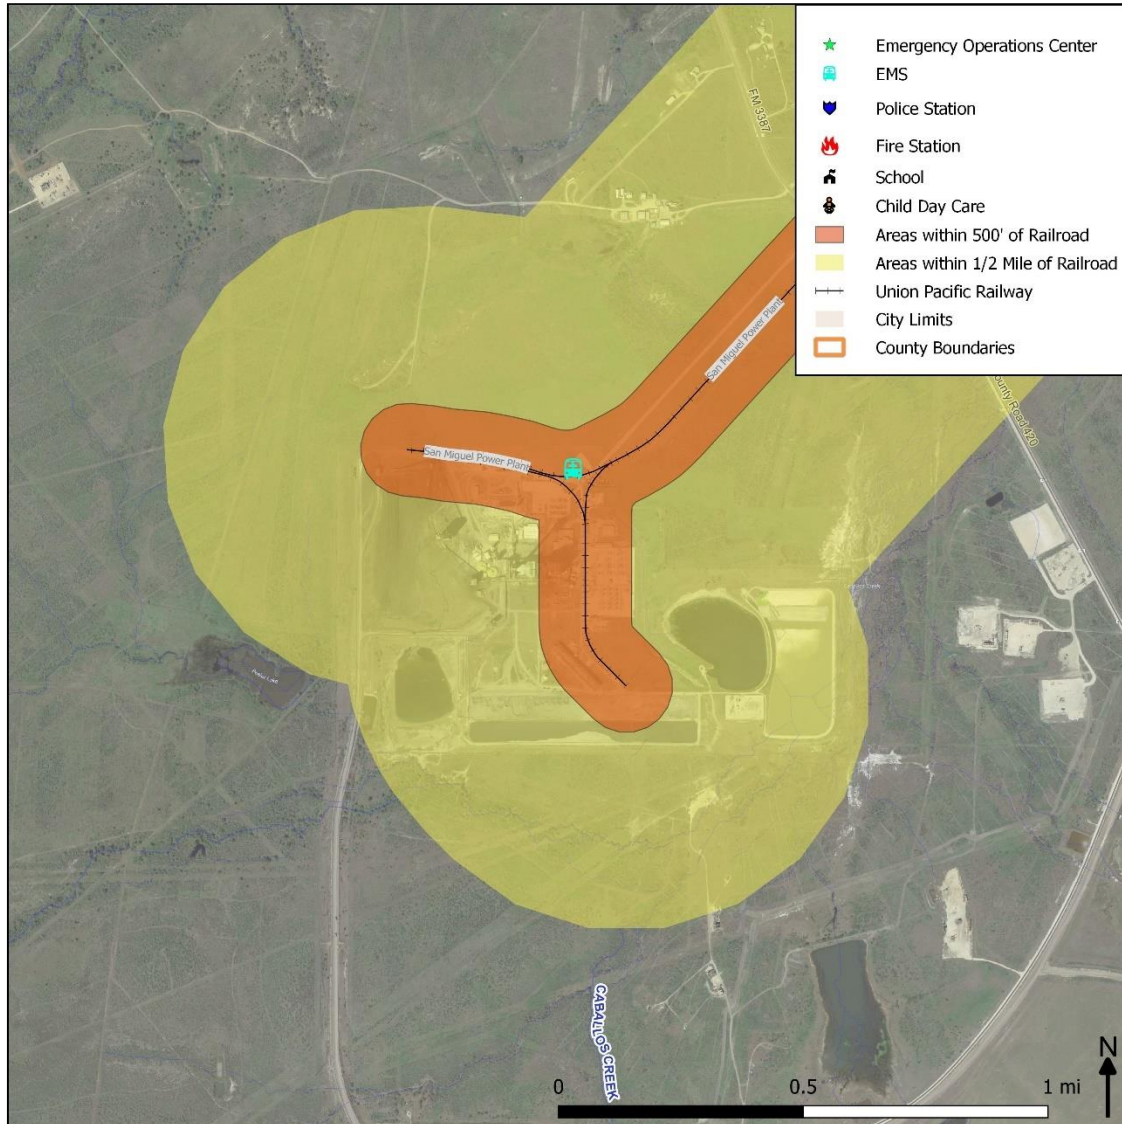 Emergency Operations Center
EMS
Police Station
Fire Station
School
Child Day Care
Areas within 500' of Railroad
Areas within 1/2 Mile of Railroad
Union Pacific Railway
City Limits
County Boundaries
FM 3387
San Miguel Power Plant
County Road 420
San Miguel Power Plant
CABALLOS CREEK
N
0 0.5 1 mi